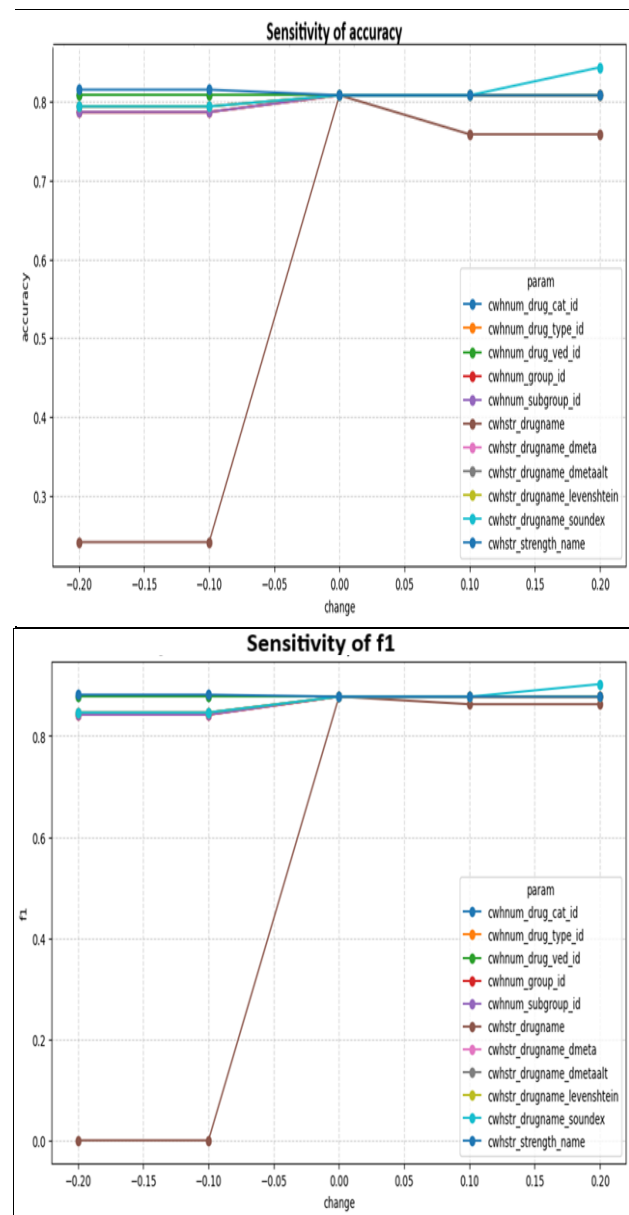 Sensitivity of accuracy
0.8
0.7
0.6
0.5
0.4
0.3
accuracy
−0.20 −0.15 −0.10 −0.05 0.00 0.05 0.10 0.15 0.20
change
param
cwhnum_drug_cat_id
cwhnum_drug_type_id
cwhnum_drug_ved_id
cwhnum_group_id
cwhnum_subgroup_id
cwhstr_drugname
cwhstr_drugname_dmeta
cwhstr_drugname_dmetaalt
cwhstr_drugname_levenshtein
cwhstr_drugname_soundex
cwhstr_strength_name
Sensitivity of f1
0.8
0.6
0.4
0.2
0.0
f1
−0.20 −0.15 −0.10 −0.05 0.00 0.05 0.10 0.15 0.20
change
param
cwhnum_drug_cat_id
cwhnum_drug_type_id
cwhnum_drug_ved_id
cwhnum_group_id
cwhnum_subgroup_id
cwhstr_drugname
cwhstr_drugname_dmeta
cwhstr_drugname_dmetaalt
cwhstr_drugname_levenshtein
cwhstr_drugname_soundex
cwhstr_strength_name